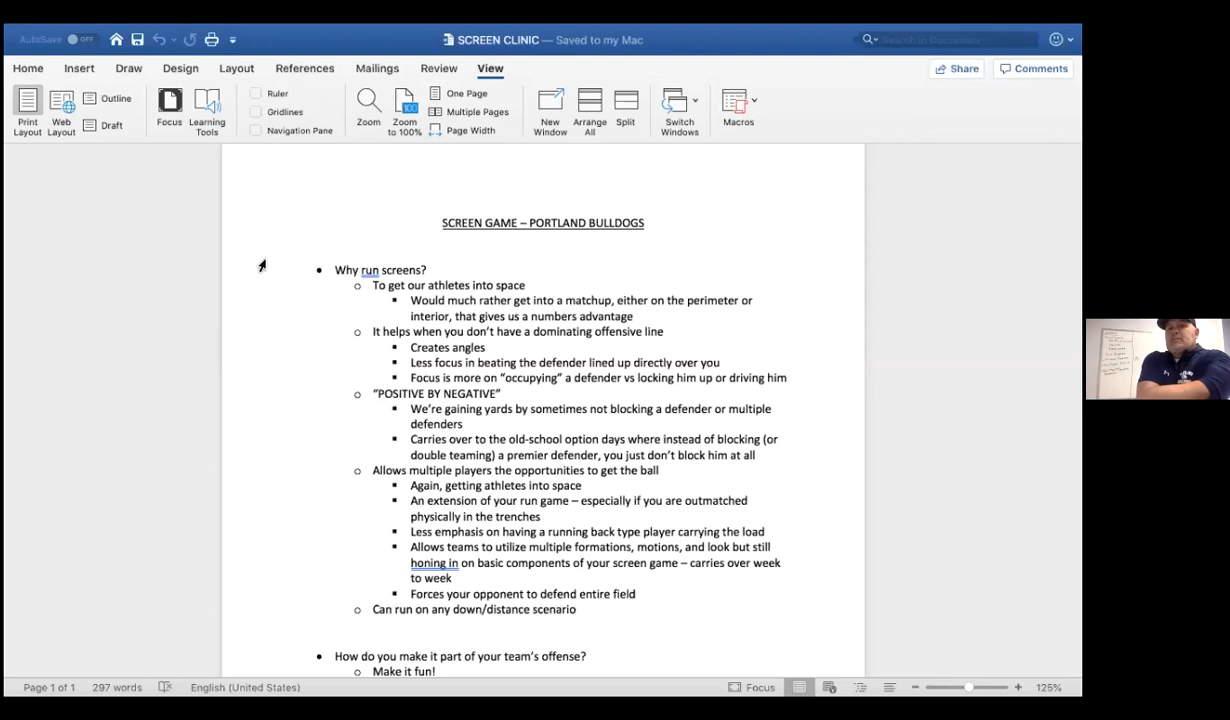 AutoSave OFF
SCREEN CLINIC — Saved to my Mac
Search in Document
Home Insert Draw Design Layout References Mailings Review View
Share Comments
Print Layout
Web Layout
Outline
Draft
Focus
Learning Tools
Ruler
Gridlines
Navigation Pane
Zoom
Zoom to 100%
100
One Page
Multiple Pages
Page Width
New Window
Arrange All
Split
Switch Windows
Macros
SCREEN GAME – PORTLAND BULLDOGS
• Why run screens?
o To get our athletes into space
▪ Would much rather get into a matchup, either on the perimeter or
interior, that gives us a numbers advantage
o It helps when you don't have a dominating offensive line
▪ Creates angles
▪ Less focus in beating the defender lined up directly over you
▪ Focus is more on "occupying" a defender vs locking him up or driving him
o "POSITIVE BY NEGATIVE"
▪ We're gaining yards by sometimes not blocking a defender or multiple
defenders
▪ Carries over to the old-school option days where instead of blocking (or
double teaming) a premier defender, you just don't block him at all
o Allows multiple players the opportunities to get the ball
▪ Again, getting athletes into space
▪ An extension of your run game – especially if you are outmatched
physically in the trenches
▪ Less emphasis on having a running back type player carrying the load
▪ Allows teams to utilize multiple formations, motions, and look but still
honing in on basic components of your screen game – carries over week
to week
▪ Forces your opponent to defend entire field
o Can run on any down/distance scenario
• How do you make it part of your team's offense?
o Make it fun!
Page 1 of 1 297 words English (United States) Focus 125%